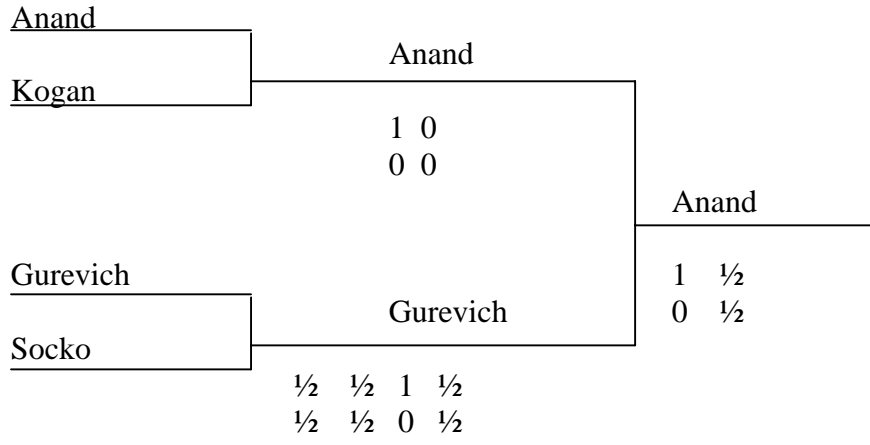 Anand
Anand
Kogan
1 0
0 0
Anand
Gurevich
1 ½
0 ½
Gurevich
Socko
½ ½ 1 ½
½ ½ 0 ½